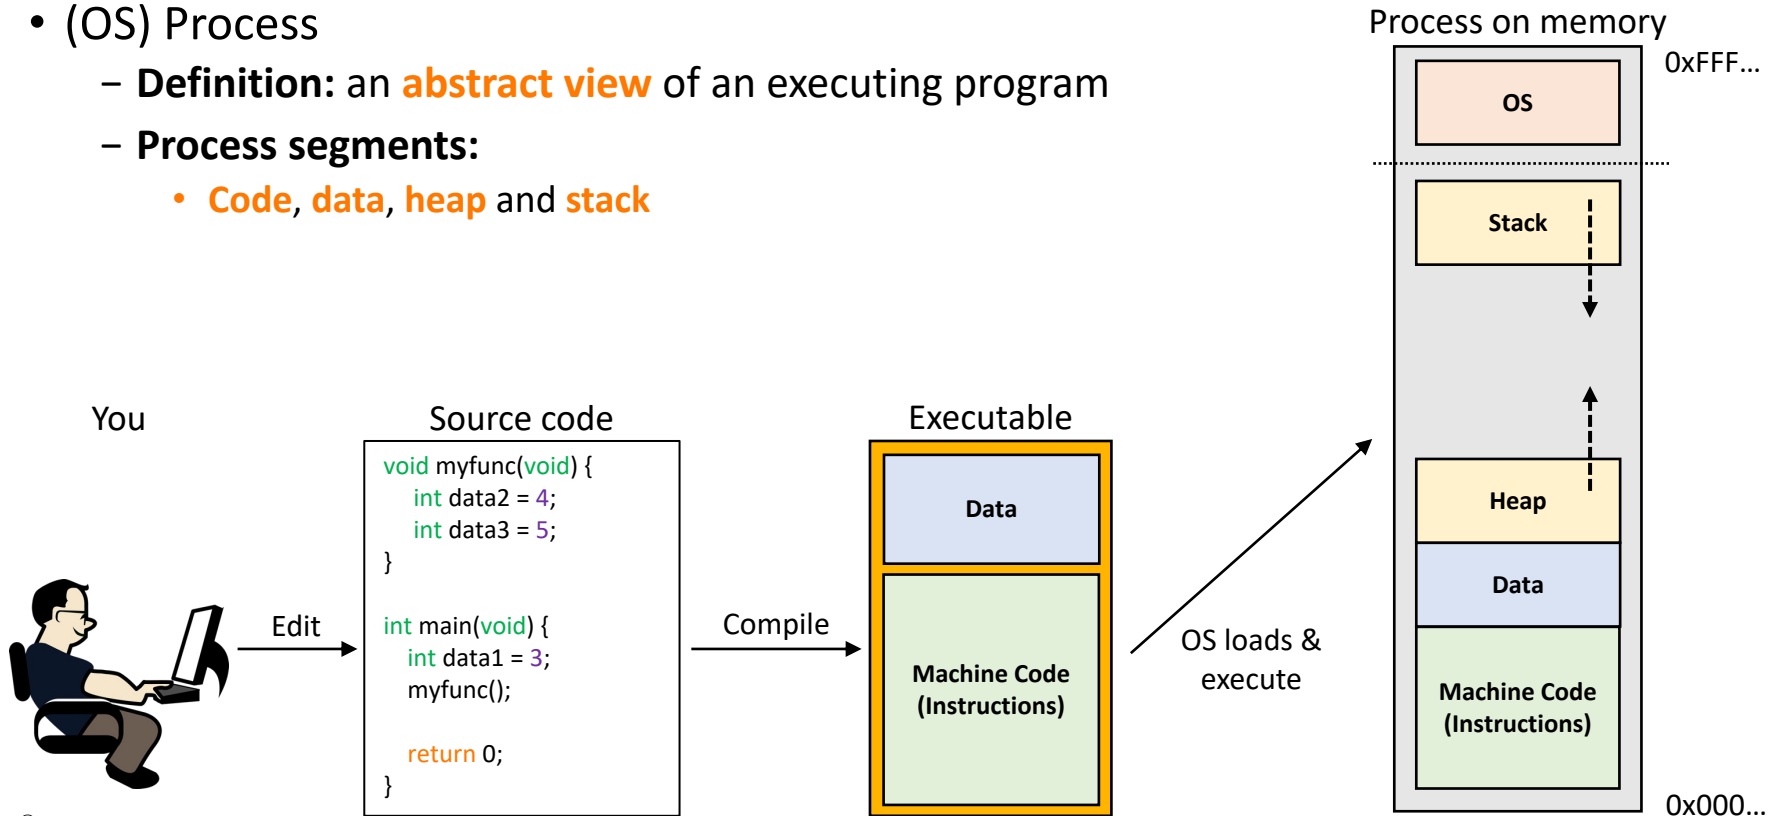 • (OS) Process
– Definition: an abstract view of an executing program
– Process segments:
• Code, data, heap and stack
You
Edit
Source code
void myfunc(void) {
int data2 = 4;
int data3 = 5;
}
int main(void) {
int data1 = 3;
myfunc();
return 0;
}
Compile
Executable
Data
Machine Code
(Instructions)
OS loads &
execute
Process on memory
0xFFF...
OS
Stack
Heap
Data
Machine Code
(Instructions)
0x000...